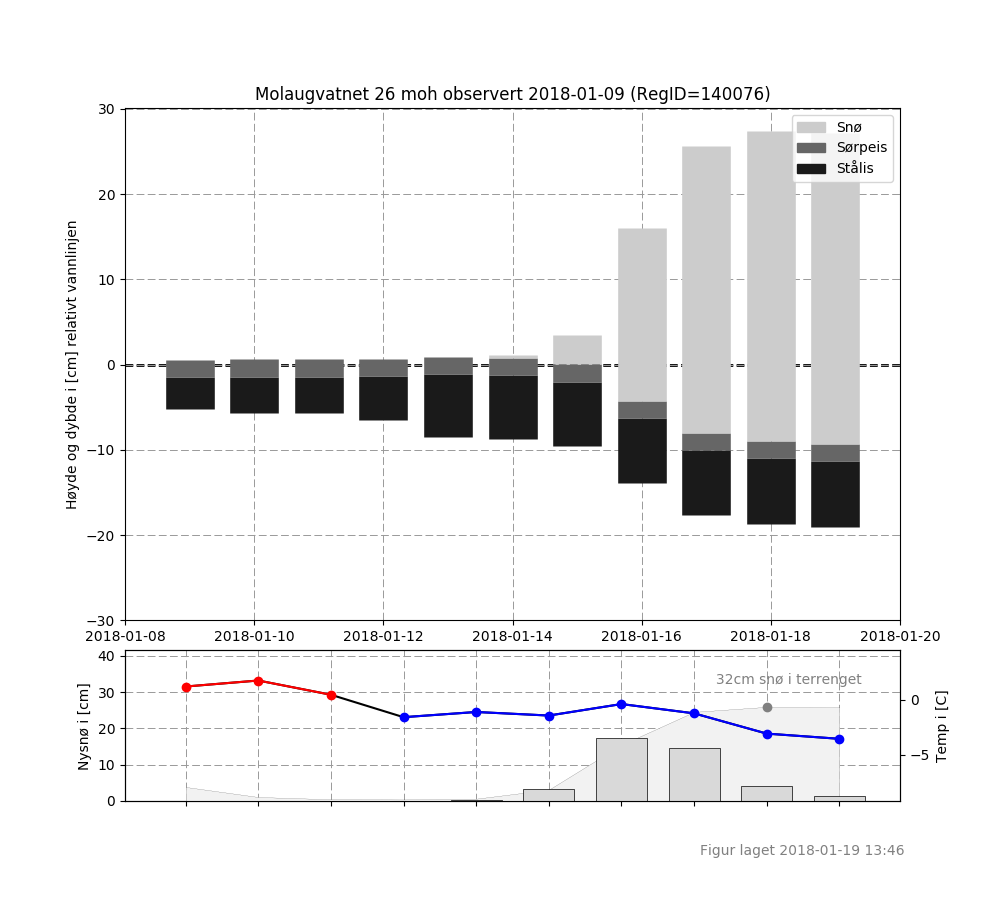 Molaugvatnet 26 moh observert 2018-01-09 (RegID=140076)
Høyde og dybde i [cm] relativt vannlinjen
30
20
10
0
−10
−20
−30
Snø
Sørpeis
Stålis
2018-01-08 2018-01-10 2018-01-12 2018-01-14 2018-01-16 2018-01-18 2018-01-20
Nysnø i [cm]
40
30
20
10
0
32cm snø i terrenget
0
−5
Temp i [C]
Figur laget 2018-01-19 13:46